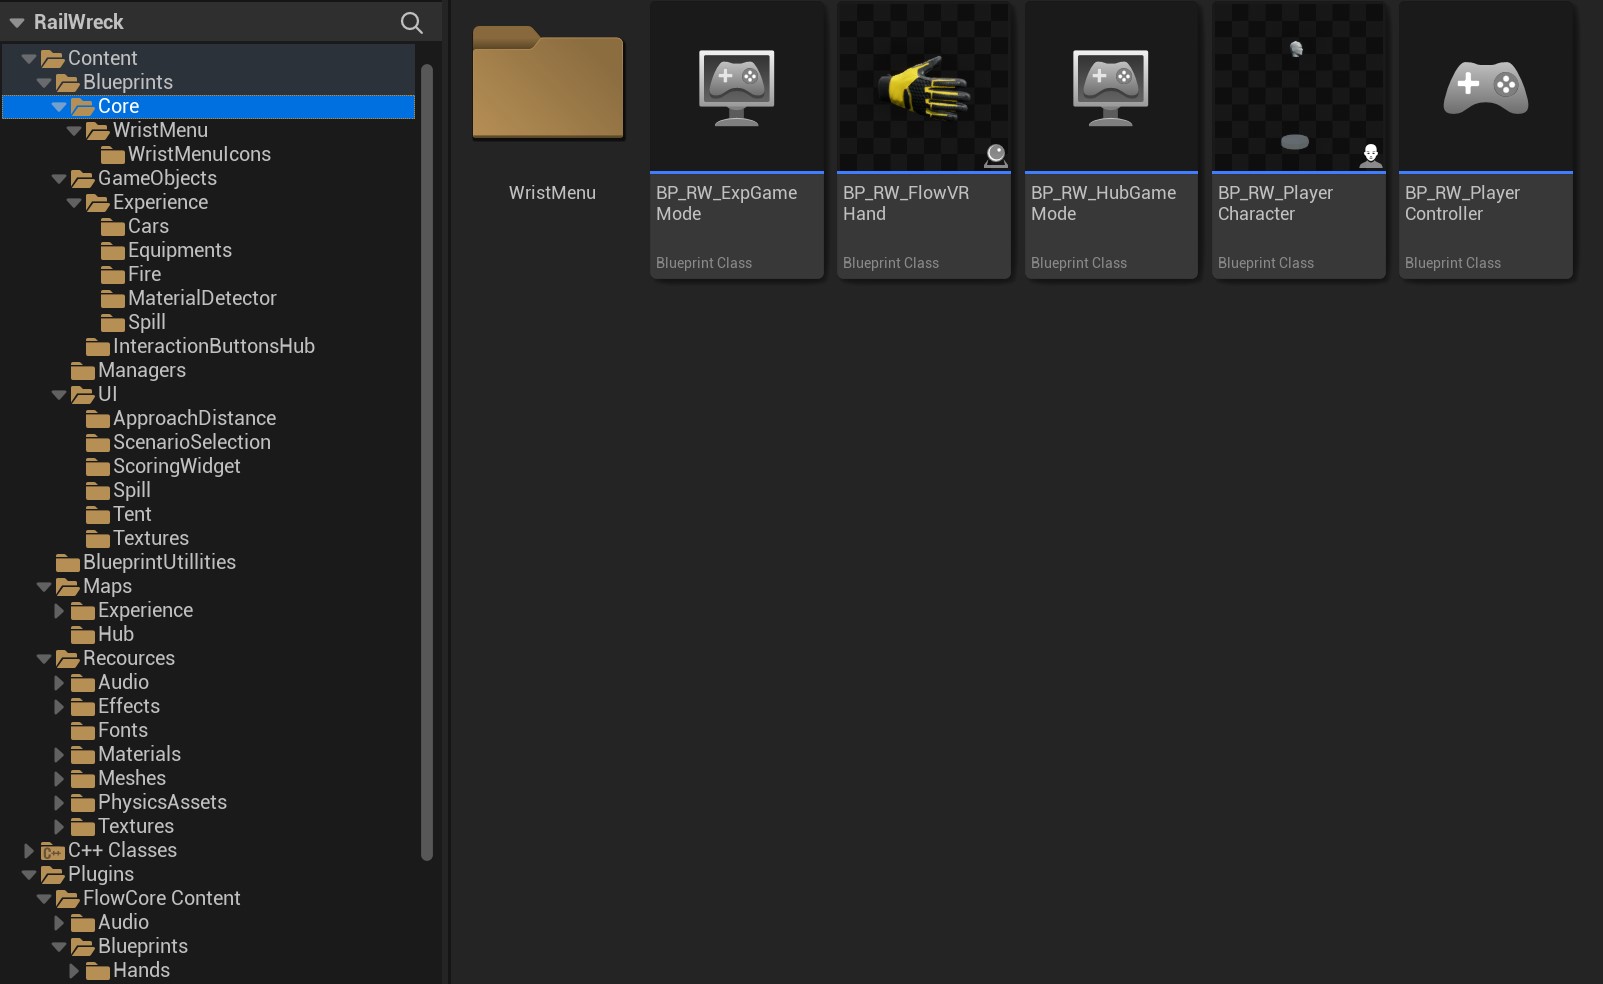 RailWreck
Content
Blueprints
Core
WristMenu
WristMenuIcons
GameObjects
Experience
Cars
Equipments
Fire
MaterialDetector
Spill
InteractionButtonsHub
Managers
UI
ApproachDistance
ScenarioSelection
ScoringWidget
Spill
Tent
Textures
BlueprintUtillities
Maps
Experience
Hub
Recources
Audio
Effects
Fonts
Materials
Meshes
PhysicsAssets
Textures
C++ Classes
Plugins
FlowCore Content
Audio
Blueprints
Hands
WristMenu
BP_RW_ExpGame
Mode
Blueprint Class
BP_RW_FlowVR
Hand
Blueprint Class
BP_RW_HubGame
Mode
Blueprint Class
BP_RW_Player
Character
Blueprint Class
BP_RW_Player
Controller
Blueprint Class